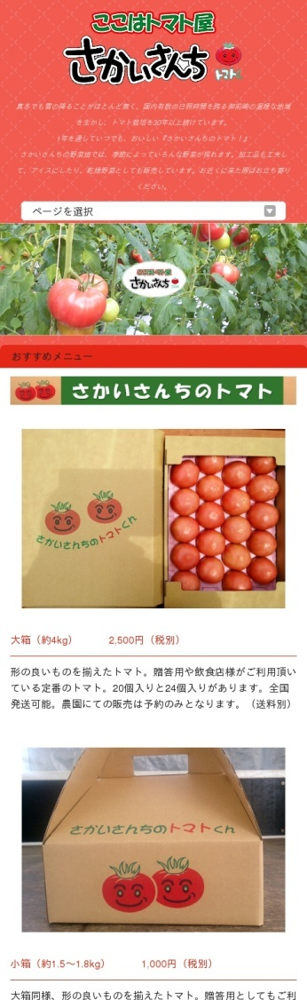 ここはトマト屋
さかいさんち
トマト
真冬でも雪の降ることがほとんど無く、国内有数の日照時間を誇る御前崎の温暖な地域
を生かし、トマト栽培を30年以上続けています。
1年を通していつでも、おいしい『さかいさんちのトマト！』
さかいさんちの野菜畑では、季節によっていろんな野菜が採れます。加工品も工夫し
て、アイスにしたり、乾燥野菜としても販売しています。お近くに来た際はお立ち寄り
ください。
ページを選択
ここはトマト屋
さかいさんち
おすすめメニュー
さかいさんちのトマト
さかいさんちのトマトくん
大箱（約4kg） 2,500円（税別）
形の良いものを揃えたトマト。贈答用や飲食店様がご利用頂い
ている定番のトマト。20個入りと24個入りがあります。全国
発送可能。農園にての販売は予約のみとなります。（送料別）
さかいさんちのトマトくん
小箱（約1.5～1.8kg） 1,000円（税別）
大箱同様、形の良いものを揃えたトマト。贈答用としてもご利